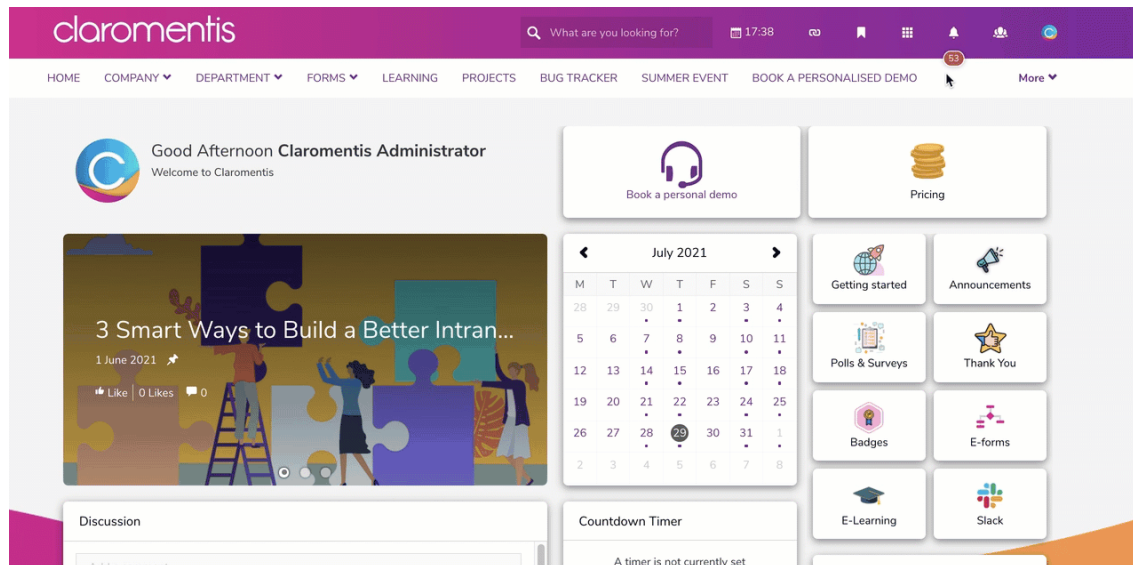 claromentis
What are you looking for?
17:38
53
HOME COMPANY DEPARTMENT FORMS LEARNING PROJECTS BUG TRACKER SUMMER EVENT BOOK A PERSONALISED DEMO More
Good Afternoon Claromentis Administrator
Welcome to Claromentis
Book a personal demo
Pricing
3 Smart Ways to Build a Better Intran...
1 June 2021
Like 0 Likes 0
July 2021
M T W T F S S
28 29 30 1 2 3 4
5 6 7 8 9 10 11
12 13 14 15 16 17 18
19 20 21 22 23 24 25
26 27 28 29 30 31 1
2 3 4 5 6 7 8
Getting started
Announcements
Polls & Surveys
Thank You
Badges
E-forms
E-Learning
Slack
Discussion
Countdown Timer
A timer is not currently set